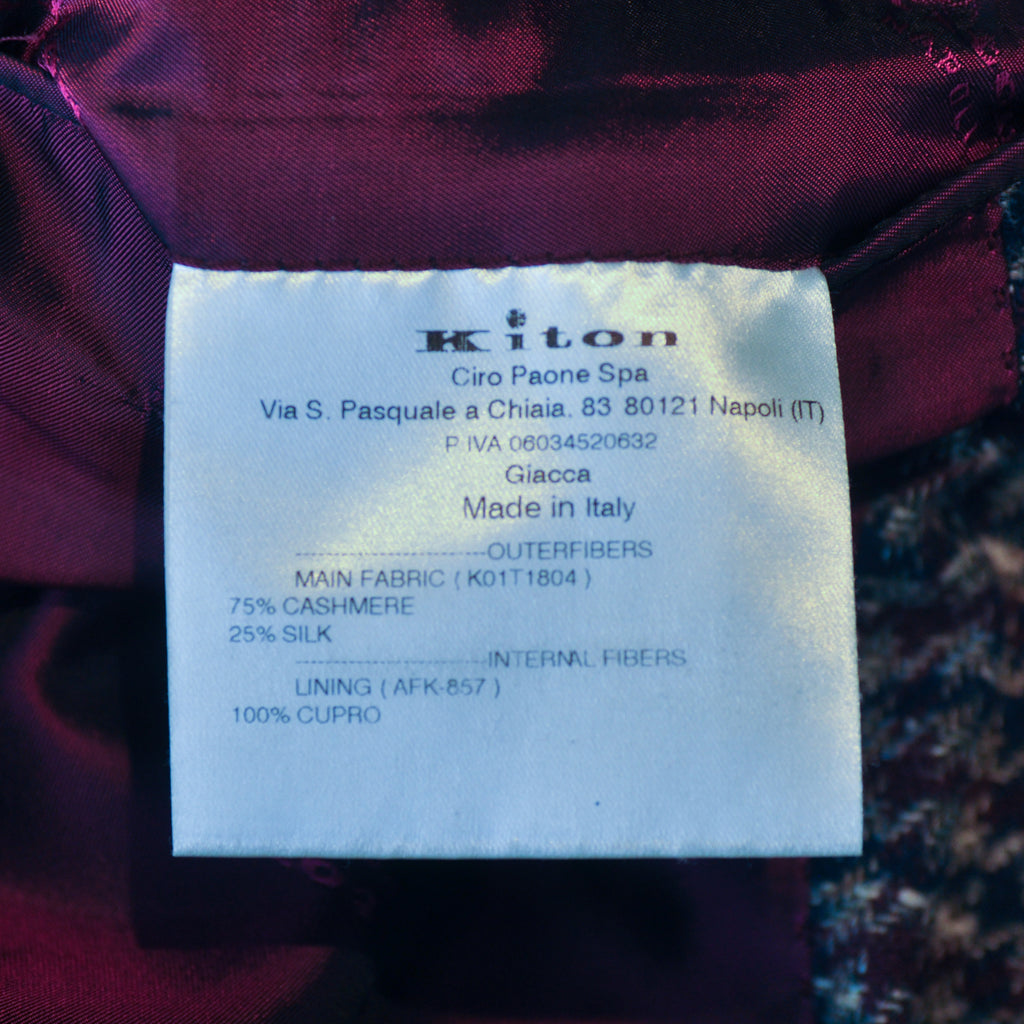 Kiton
Ciro Paone Spa
Via S. Pasquale a Chiaia. 83 80121 Napoli (IT)
P IVA 06034520632
Giacca
Made in Italy
--------------------------OUTERFIBERS
MAIN FABRIC ( K01T1804 )
75% CASHMERE
25% SILK
--------------------------INTERNAL FIBERS
LINING ( AFK-857 )
100% CUPRO